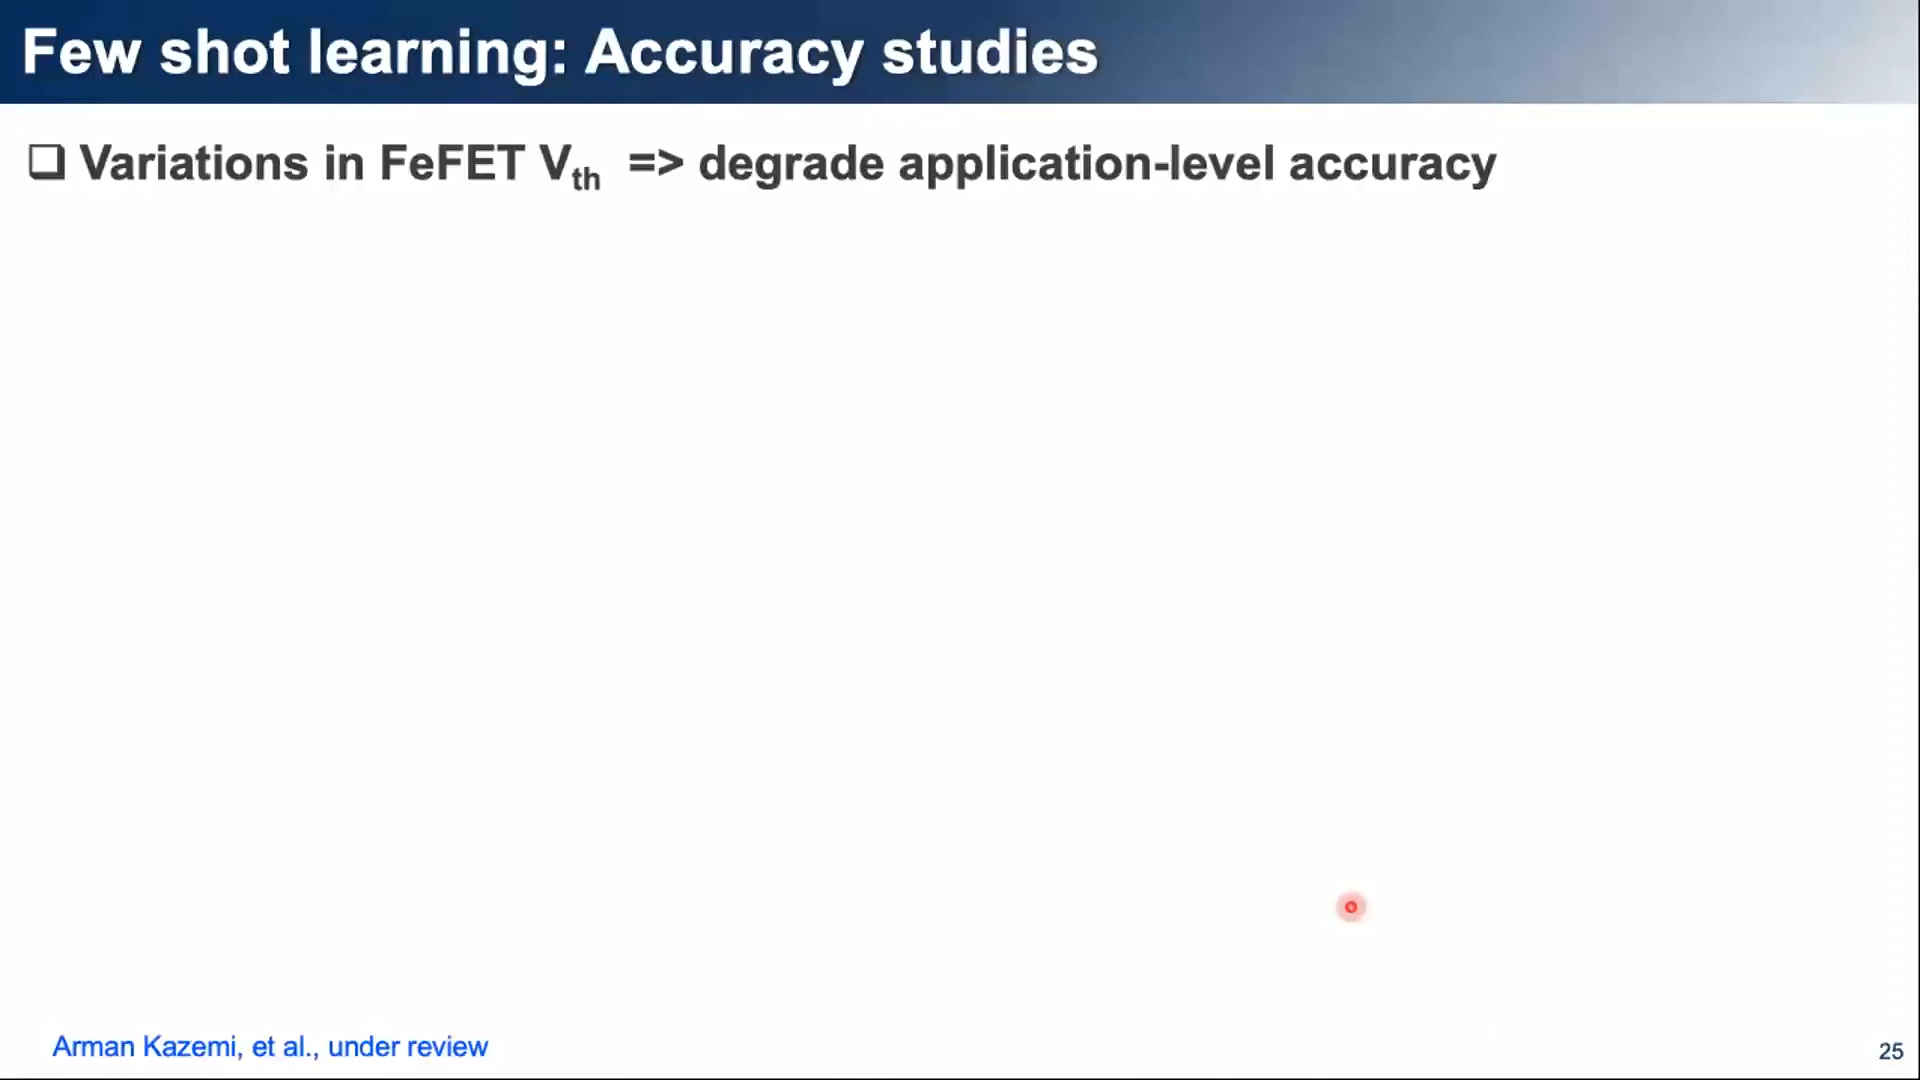 Few shot learning: Accuracy studies
❑ Variations in FeFET Vth => degrade application-level accuracy
Arman Kazemi, et al., under review
25